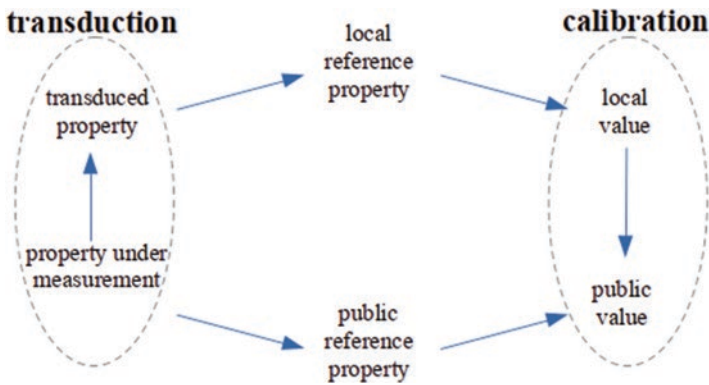 transduction
calibration
local
reference
property
transduced
property
local
value
property under
measurement
public
value
public
reference
property